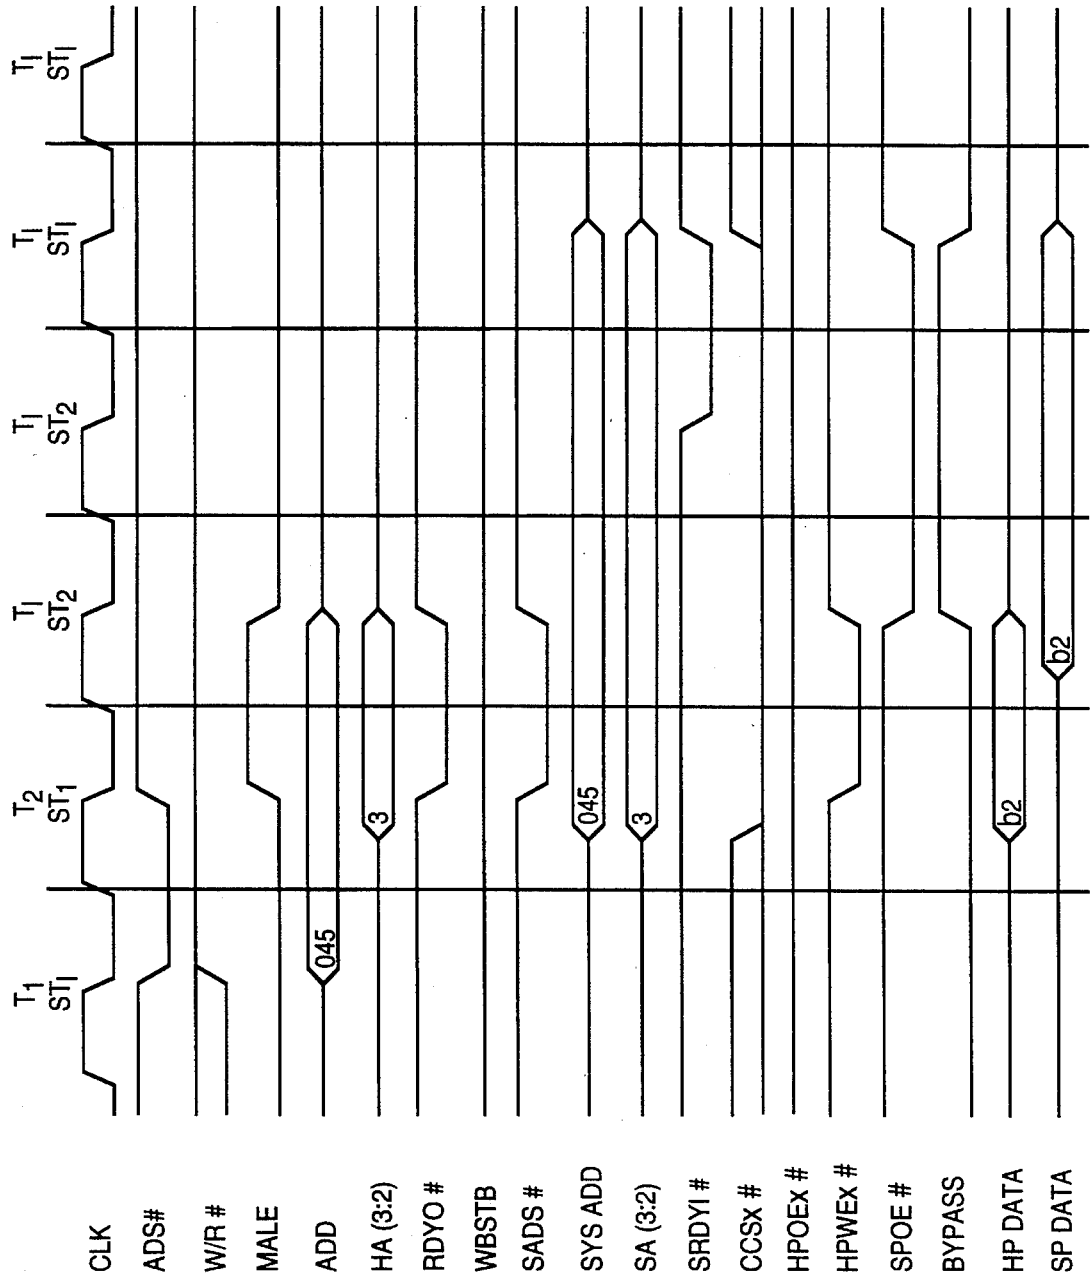 T₁ T₂ Tᵢ Tᵢ Tᵢ Tᵢ
STᵢ ST₁ ST₂ ST₂ STᵢ STᵢ
CLK
ADS#
W/R #
MALE
ADD 045
HA (3:2) 3
RDYO #
WBSTB
SADS #
SYS ADD 045
SA (3:2) 3
SRDYI #
CCSx #
HPOEx #
HPWEx #
SPOE #
BYPASS
HP DATA b2
SP DATA b2